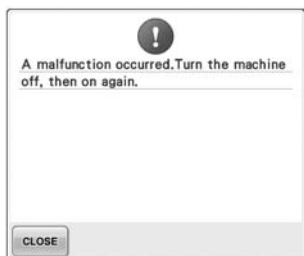 A malfunction occurred.Turn the machine
off, then on again.
CLOSE